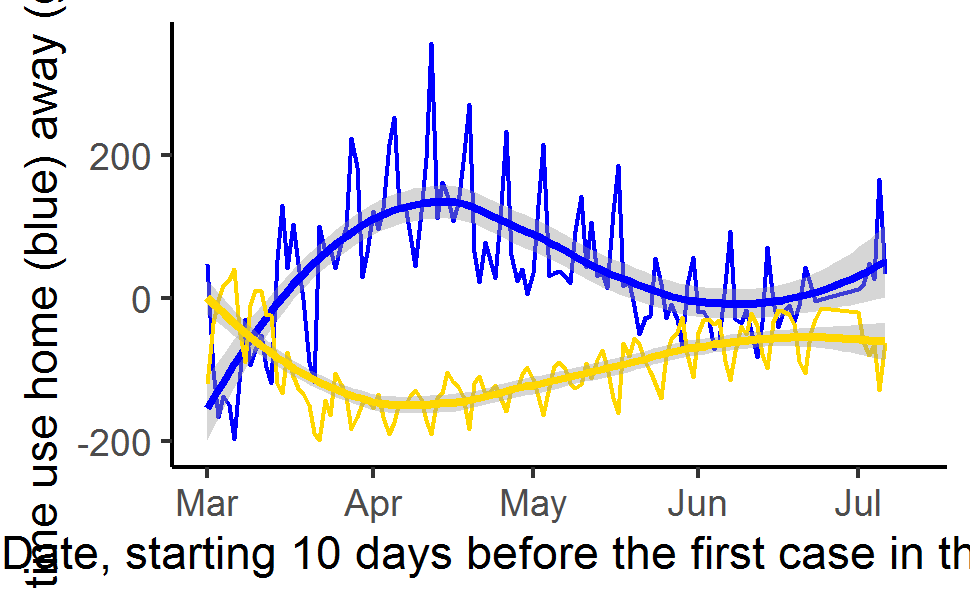 time use home (blue) away (
200
0
-200
Mar Apr May Jun Jul
Date, starting 10 days before the first case in th